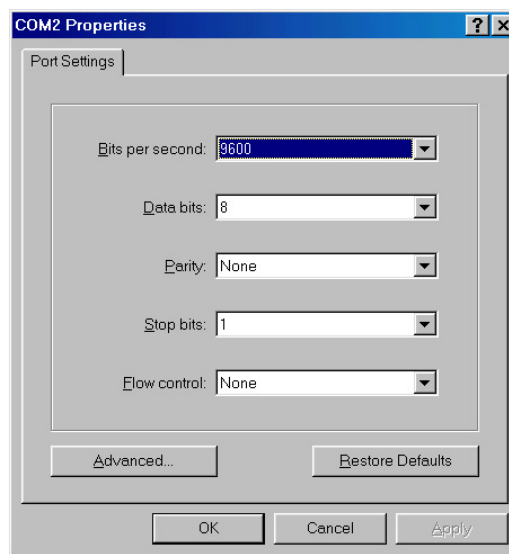 COM2 Properties
Port Settings
Bits per second: 9600
Data bits: 8
Parity: None
Stop bits: 1
Flow control: None
Advanced... Restore Defaults
OK Cancel Apply